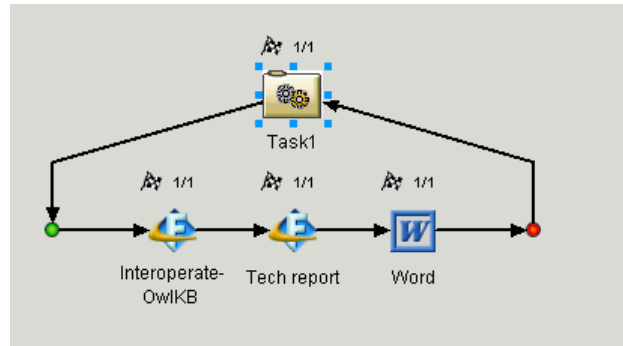 1/1
Task1
1/1 1/1 1/1
Interoperate-
OwlKB
Tech report
W
Word